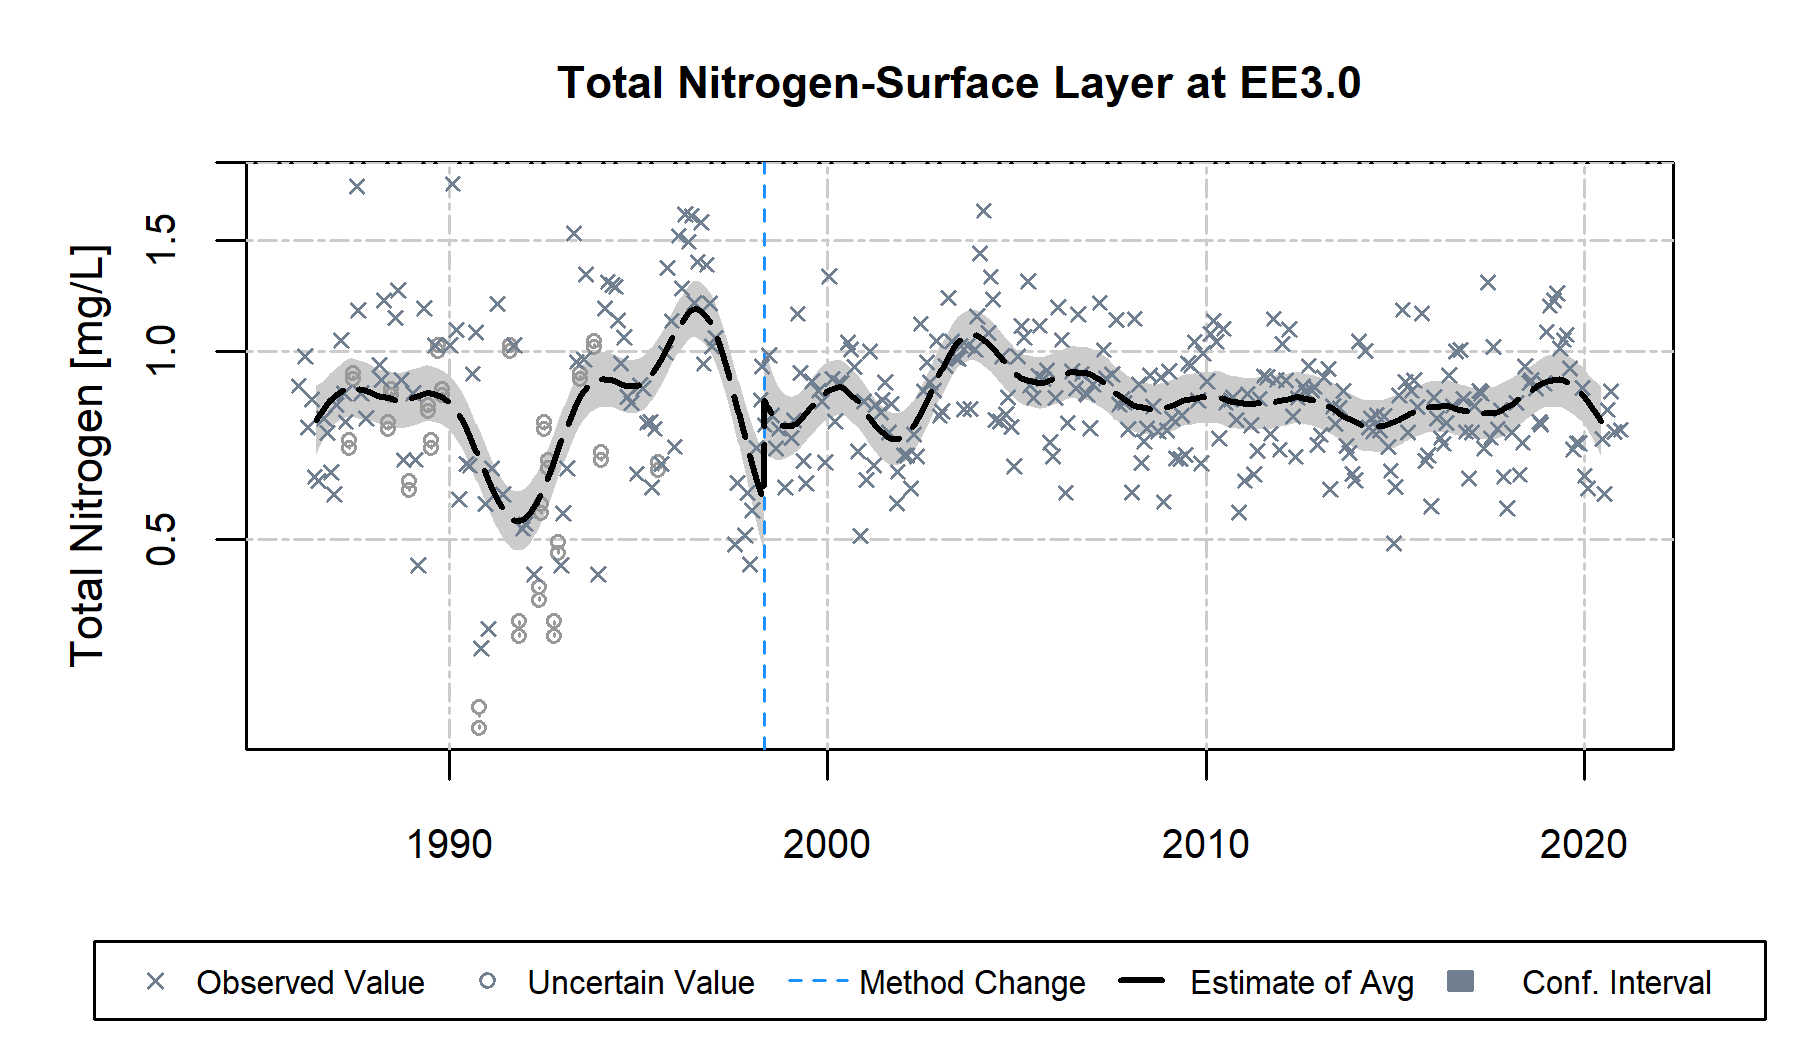 Total Nitrogen-Surface Layer at EE3.0
Total Nitrogen [mg/L]
1.5
1.0
0.5
1990 2000 2010 2020
Observed Value Uncertain Value Method Change Estimate of Avg Conf. Interval